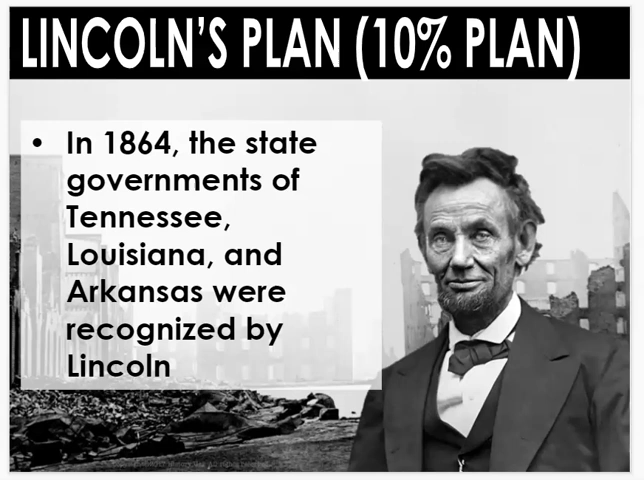 LINCOLN'S PLAN (10% PLAN)
• In 1864, the state
governments of
Tennessee,
Louisiana, and
Arkansas were
recognized by
Lincoln